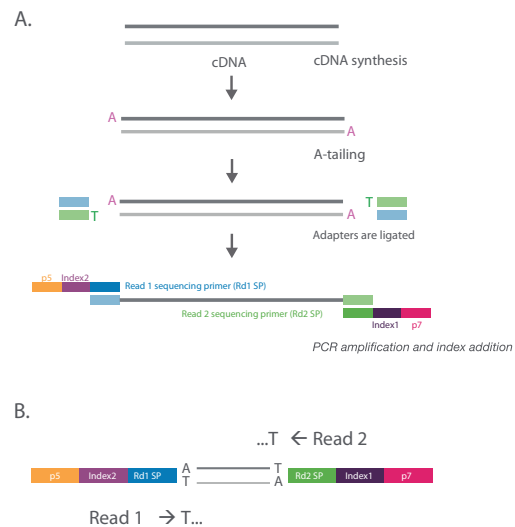 A.
cDNA cDNA synthesis
A
A
A-tailing
A T
T A
Adapters are ligated
p5 Index2 Read 1 sequencing primer (Rd1 SP)
Read 2 sequencing primer (Rd2 SP)
Index1 p7
PCR amplification and index addition
B.
...T ← Read 2
A T
p5 Index2 Rd1 SP Rd2 SP Index1 p7
T A
Read 1 → T...